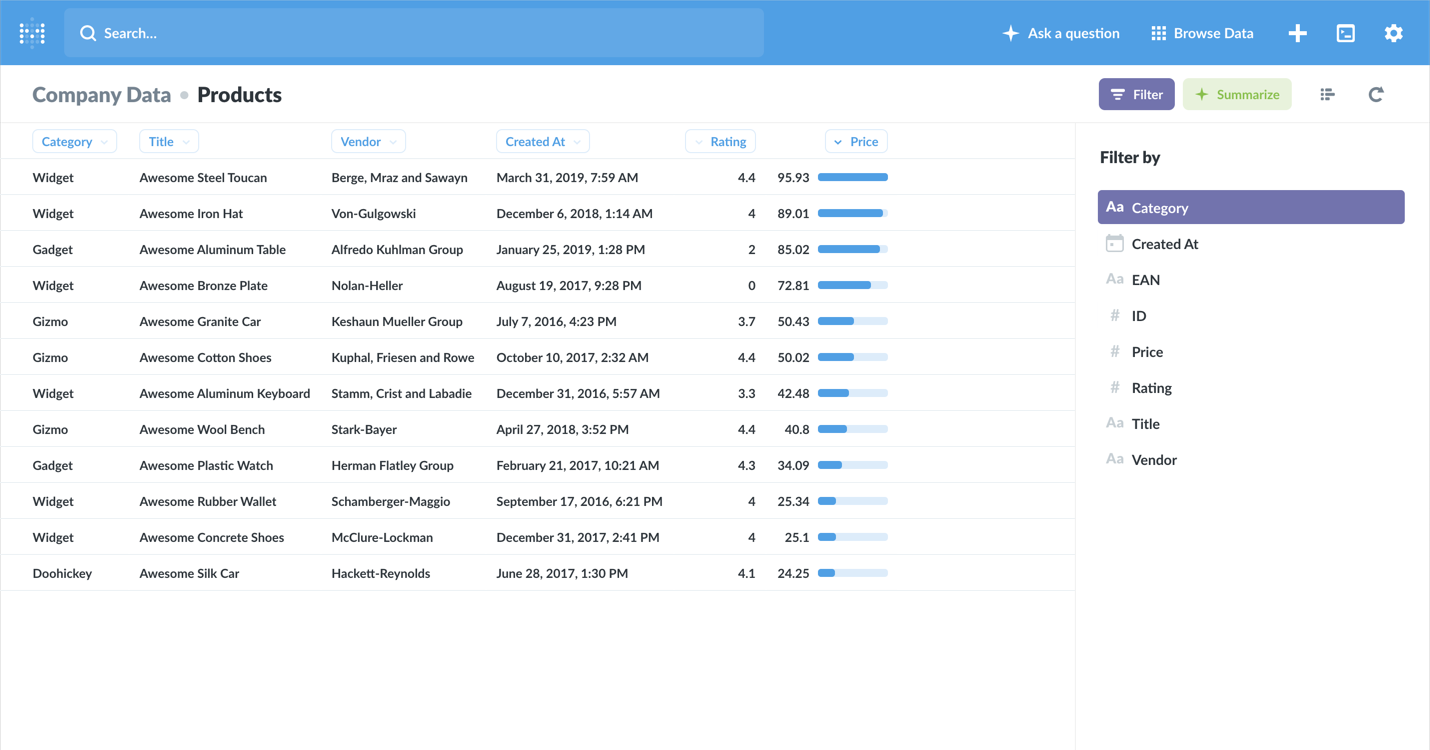 Search... Ask a question Browse Data
Company Data • Products Filter Summarize
Category Title Vendor Created At Rating Price
Widget Awesome Steel Toucan Berge, Mraz and Sawayn March 31, 2019, 7:59 AM 4.4 95.93
Widget Awesome Iron Hat Von-Gulgowski December 6, 2018, 1:14 AM 4 89.01
Gadget Awesome Aluminum Table Alfredo Kuhlman Group January 25, 2019, 1:28 PM 2 85.02
Widget Awesome Bronze Plate Nolan-Heller August 19, 2017, 9:28 PM 0 72.81
Gizmo Awesome Granite Car Keshaun Mueller Group July 7, 2016, 4:23 PM 3.7 50.43
Gizmo Awesome Cotton Shoes Kuphal, Friesen and Rowe October 10, 2017, 2:32 AM 4.4 50.02
Widget Awesome Aluminum Keyboard Stamm, Crist and Labadie December 31, 2016, 5:57 AM 3.3 42.48
Gizmo Awesome Wool Bench Stark-Bayer April 27, 2018, 3:52 PM 4.4 40.8
Gadget Awesome Plastic Watch Herman Flatley Group February 21, 2017, 10:21 AM 4.3 34.09
Widget Awesome Rubber Wallet Schamberger-Maggio September 17, 2016, 6:21 PM 4 25.34
Widget Awesome Concrete Shoes McClure-Lockman December 31, 2017, 2:41 PM 4 25.1
Doohickey Awesome Silk Car Hackett-Reynolds June 28, 2017, 1:30 PM 4.1 24.25
Filter by
Aa Category
Created At
Aa EAN
# ID
# Price
# Rating
Aa Title
Aa Vendor